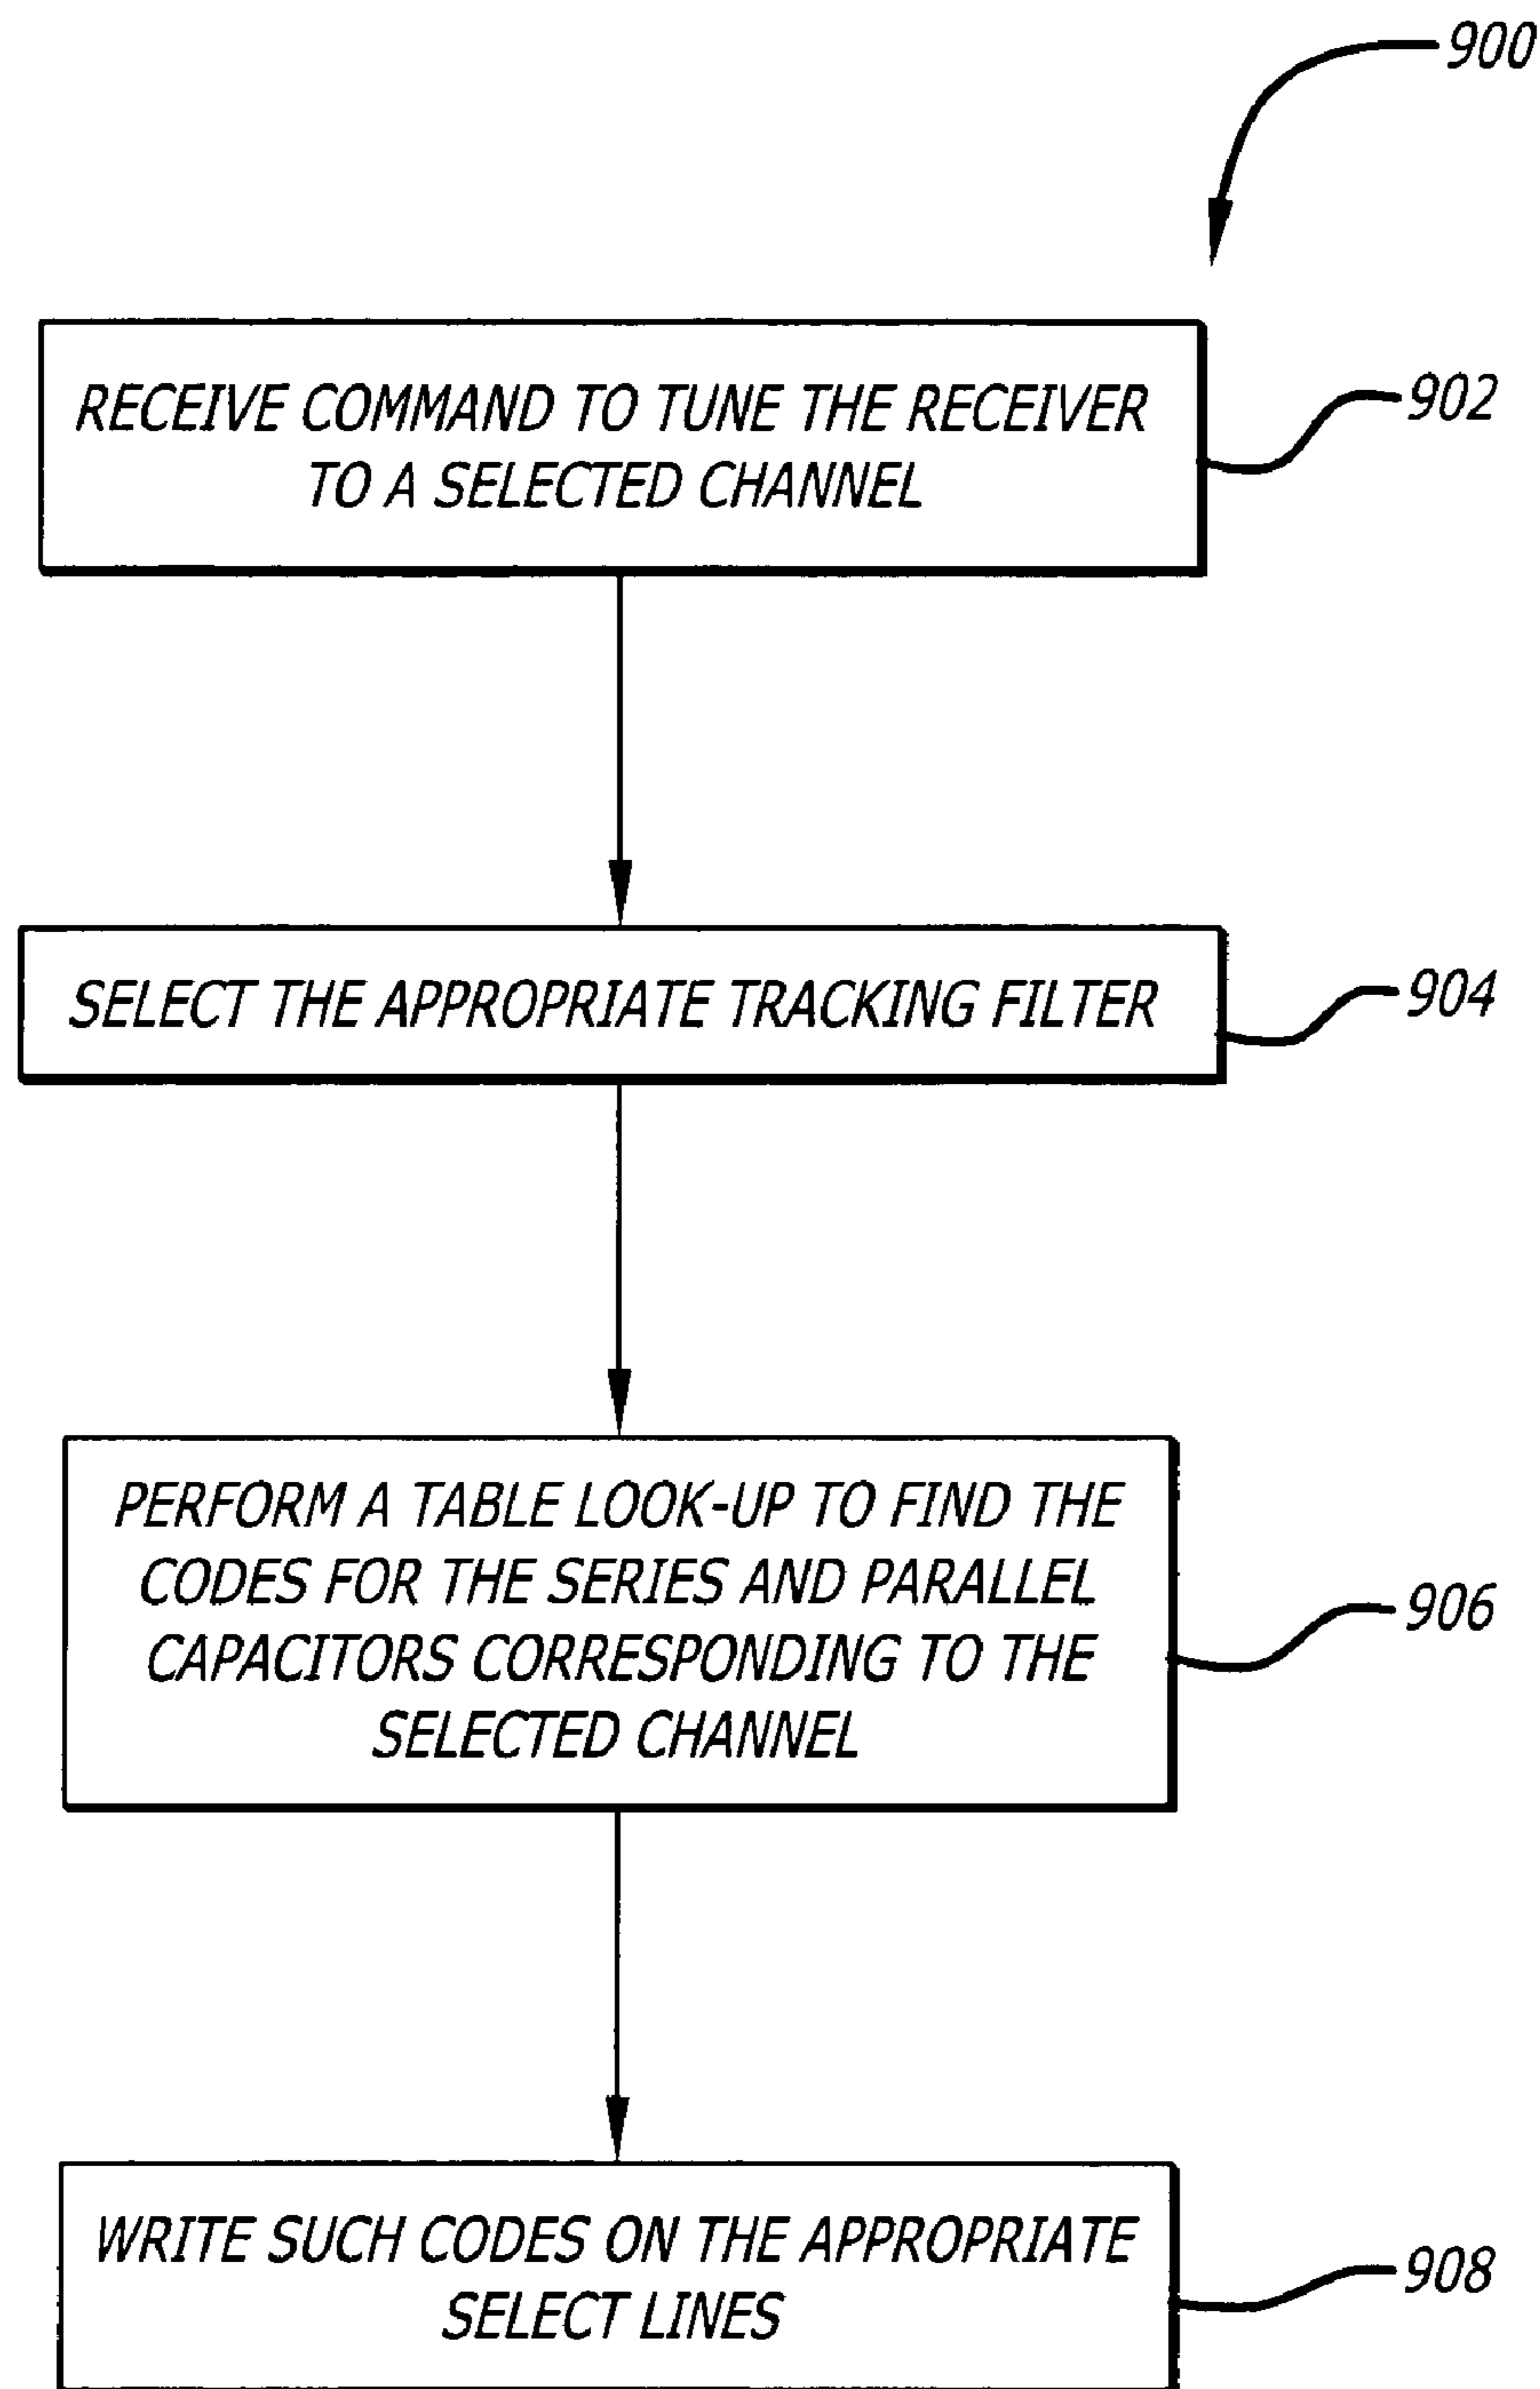 900
RECEIVE COMMAND TO TUNE THE RECEIVER
TO A SELECTED CHANNEL
902
SELECT THE APPROPRIATE TRACKING FILTER
904
PERFORM A TABLE LOOK-UP TO FIND THE
CODES FOR THE SERIES AND PARALLEL
CAPACITORS CORRESPONDING TO THE
SELECTED CHANNEL
906
WRITE SUCH CODES ON THE APPROPRIATE
SELECT LINES
908